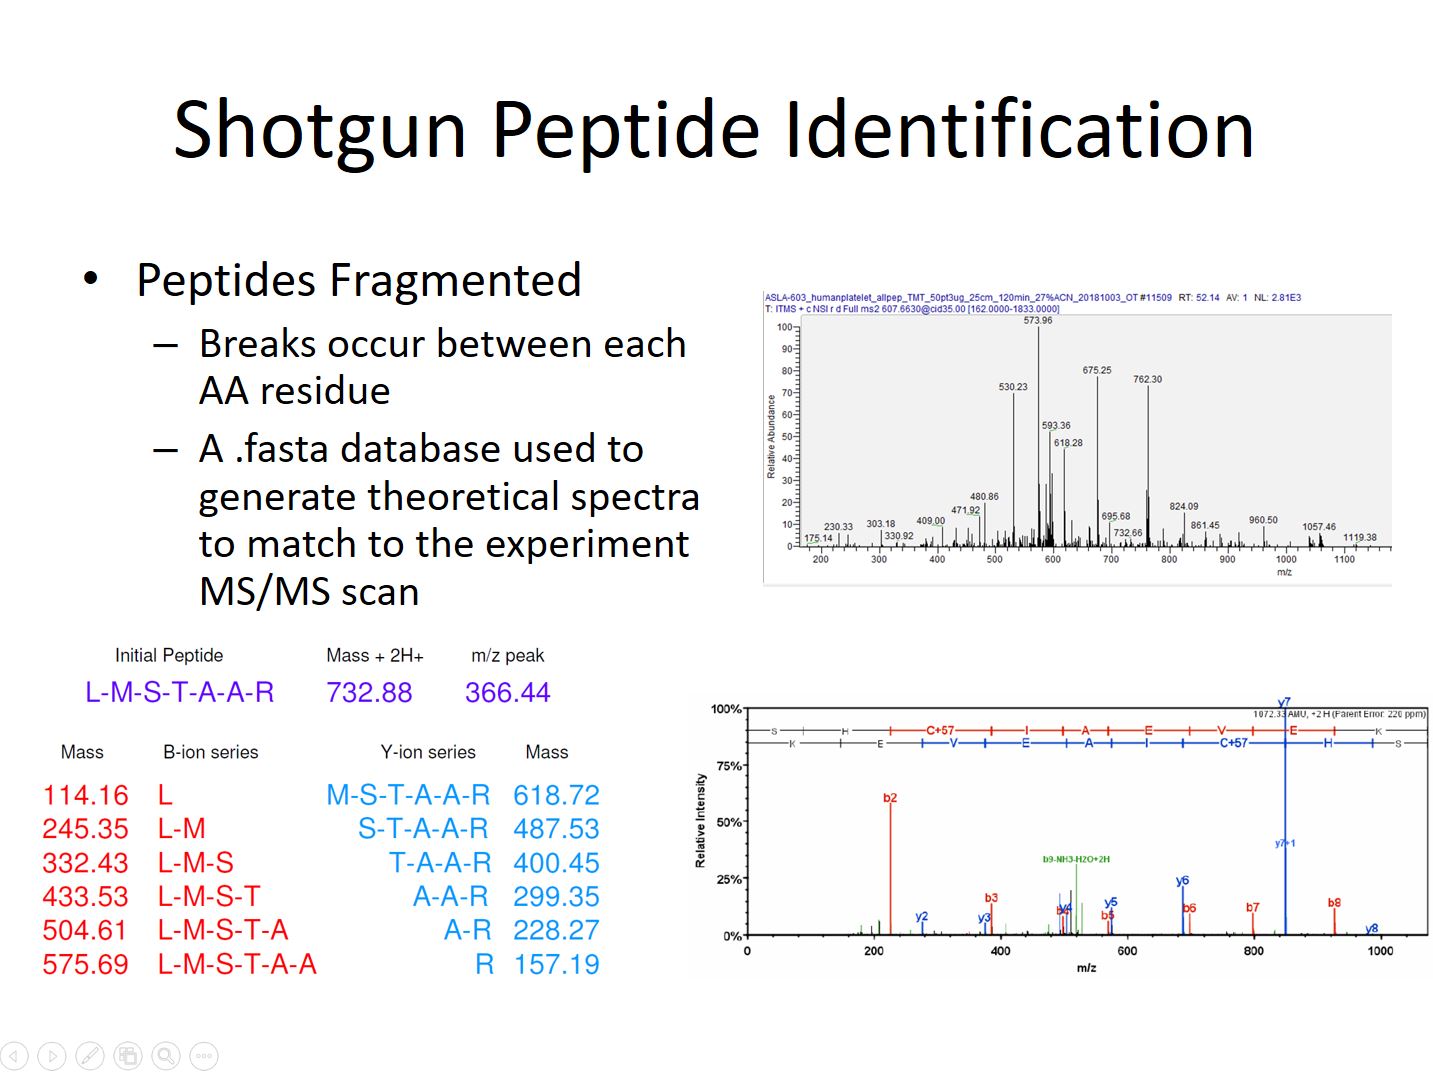 Shotgun Peptide Identification
• Peptides Fragmented
– Breaks occur between each
AA residue
– A .fasta database used to
generate theoretical spectra
to match to the experiment
MS/MS scan
ASLA-603_humanplatelet_allpep_TMT_50pt3ug_25cm_120min_27%ACN_20181003_OT #11509 RT: 52.14 AV: 1 NL: 2.81E3
T: ITMS + c NSI r d Full ms2 607.6630@cid35.00 [162.0000-1833.0000]
Relative Abundance
100
90
80
70
60
50
40
30
20
10
0
573.96
675.25
762.30
530.23
593.36
618.28
480.86
471.92
409.00
303.18
230.33
330.92
175.14
695.68
732.66
824.09
861.45
960.50
1057.46
1119.38
200 300 400 500 600 700 800 900 1000 1100
m/z
Initial Peptide Mass + 2H+ m/z peak
L-M-S-T-A-A-R 732.88 366.44
Mass B-ion series Y-ion series Mass
114.16 L M-S-T-A-A-R 618.72
245.35 L-M S-T-A-A-R 487.53
332.43 L-M-S T-A-A-R 400.45
433.53 L-M-S-T A-A-R 299.35
504.61 L-M-S-T-A A-R 228.27
575.69 L-M-S-T-A-A R 157.19
y7
1072.33 AMU, +2 H (Parent Error: 220 ppm)
S H C+57 I A E V E K
K E V E A I C+57 H S
Relative Intensity
100%
75%
50%
25%
0%
b2
b9-NH3-H2O+2H
y7+1
y6
b3
y2
y3
y4
y5
b5
b6
b7
b8
y8
0 200 400 600 800 1000
m/z